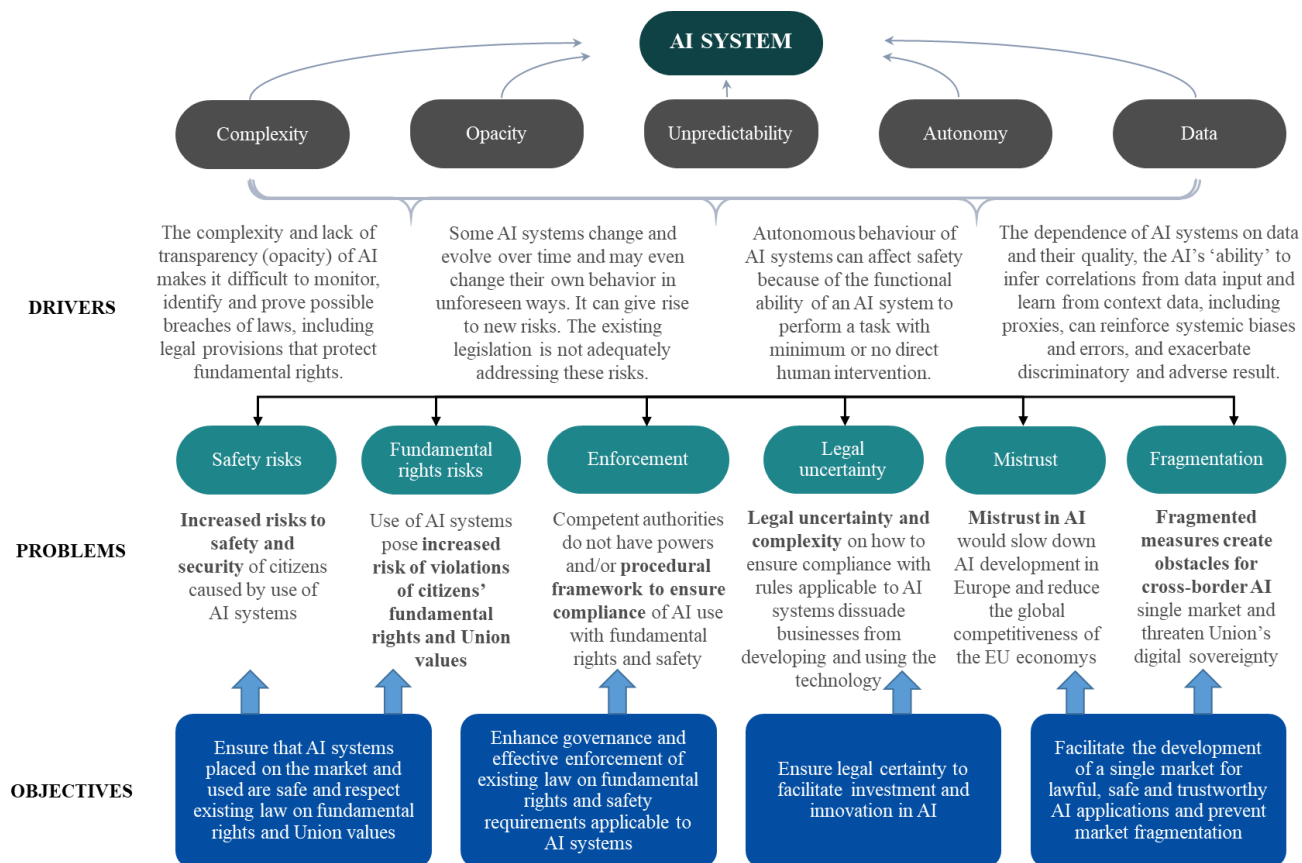 AI SYSTEM
Complexity
Opacity
Unpredictability
Autonomy
Data
DRIVERS
The complexity and lack of
transparency (opacity) of AI
makes it difficult to monitor,
identify and prove possible
breaches of laws, including
legal provisions that protect
fundamental rights.
Some AI systems change and
evolve over time and may even
change their own behavior in
unforeseen ways. It can give rise
to new risks. The existing
legislation is not adequately
addressing these risks.
Autonomous behaviour of
AI systems can affect safety
because of the functional
ability of an AI system to
perform a task with
minimum or no direct
human intervention.
The dependence of AI systems on data
and their quality, the AI’s ‘ability’ to
infer correlations from data input and
learn from context data, including
proxies, can reinforce systemic biases
and errors, and exacerbate
discriminatory and adverse result.
PROBLEMS
Safety risks
Increased risks to
safety and
security of citizens
caused by use of
AI systems
Fundamental
rights risks
Use of AI systems
pose increased
risk of violations
of citizens’
fundamental
rights and Union
values
Enforcement
Competent authorities
do not have powers
and/or procedural
framework to ensure
compliance of AI use
with fundamental
rights and safety
Legal
uncertainty
Legal uncertainty and
complexity on how to
ensure compliance with
rules applicable to AI
systems dissuade
businesses from
developing and using the
technology
Mistrust
Mistrust in AI
would slow down
AI development in
Europe and reduce
the global
competitiveness of
the EU economys
Fragmentation
Fragmented
measures create
obstacles for
cross-border AI
single market and
threaten Union’s
digital sovereignty
OBJECTIVES
Ensure that AI systems
placed on the market and
used are safe and respect
existing law on fundamental
rights and Union values
Enhance governance and
effective enforcement of
existing law on fundamental
rights and safety
requirements applicable to
AI systems
Ensure legal certainty to
facilitate investment and
innovation in AI
Facilitate the development
of a single market for
lawful, safe and trustworthy
AI applications and prevent
market fragmentation